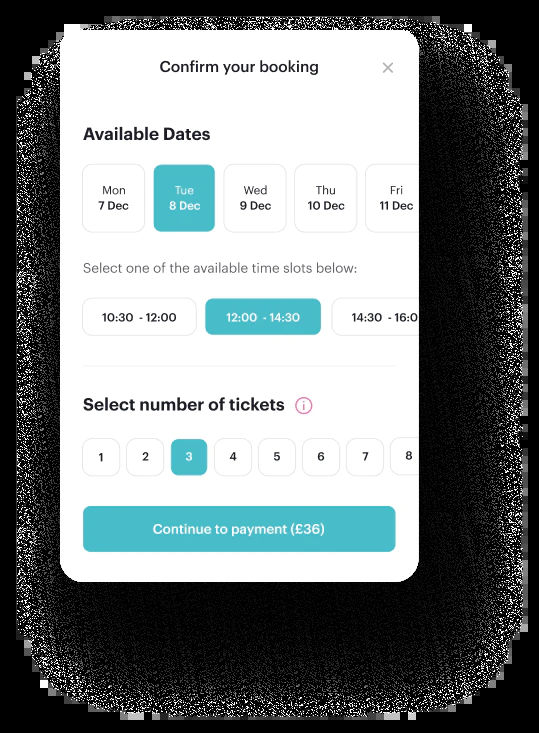 Confirm your booking
Available Dates
Mon Tue Wed Thu Fri
7 Dec 8 Dec 9 Dec 10 Dec 11 Dec
Select one of the available time slots below:
10:30 - 12:00 12:00 - 14:30 14:30 - 16:0
Select number of tickets
1 2 3 4 5 6 7 8
Continue to payment (£36)